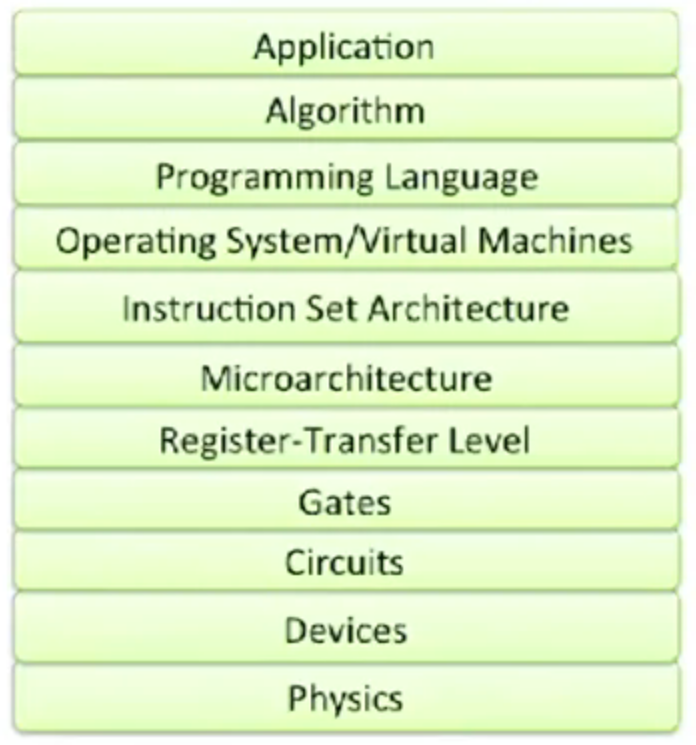 Application
Algorithm
Programming Language
Operating System/Virtual Machines
Instruction Set Architecture
Microarchitecture
Register-Transfer Level
Gates
Circuits
Devices
Physics